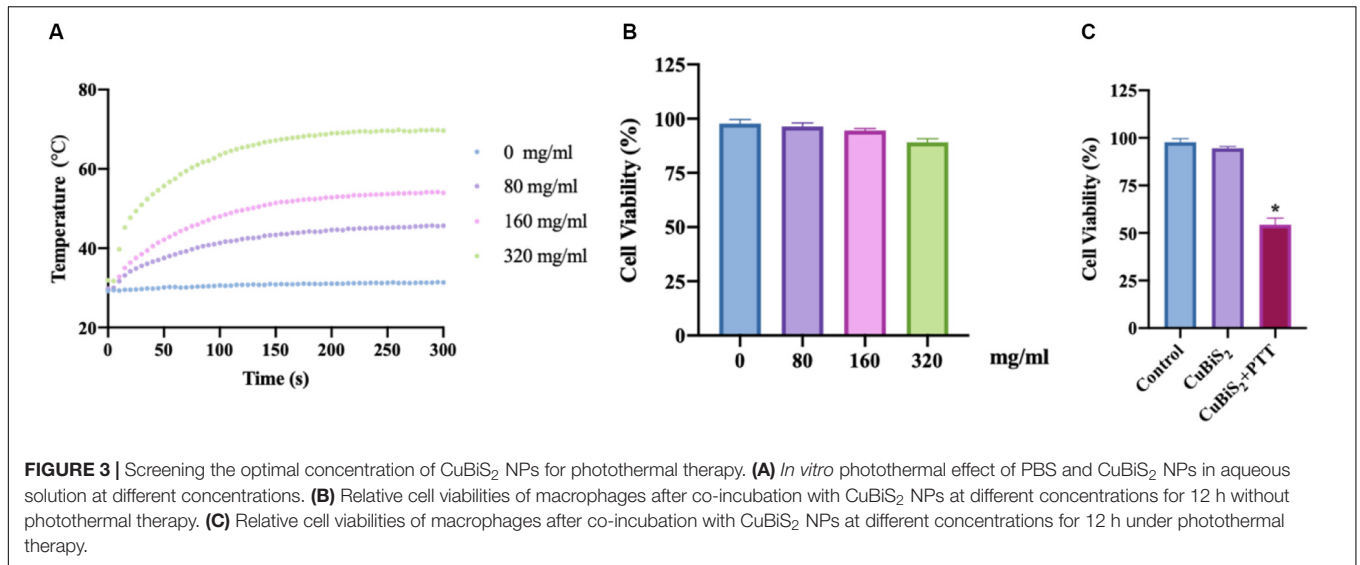 A
Temperature (°C)
80
60
40
20
0 50 100 150 200 250 300
Time (s)
0 mg/ml
80 mg/ml
160 mg/ml
320 mg/ml
B
Cell Viability (%)
125
100
75
50
25
0
0 80 160 320 mg/ml
C
Cell Viability (%)
125
100
75
50
25
0
*
Control CuBiS₂ CuBiS₂+PTT
FIGURE 3 | Screening the optimal concentration of CuBiS₂ NPs for photothermal therapy. (A) In vitro photothermal effect of PBS and CuBiS₂ NPs in aqueous
solution at different concentrations. (B) Relative cell viabilities of macrophages after co-incubation with CuBiS₂ NPs at different concentrations for 12 h without
photothermal therapy. (C) Relative cell viabilities of macrophages after co-incubation with CuBiS₂ NPs at different concentrations for 12 h under photothermal
therapy.